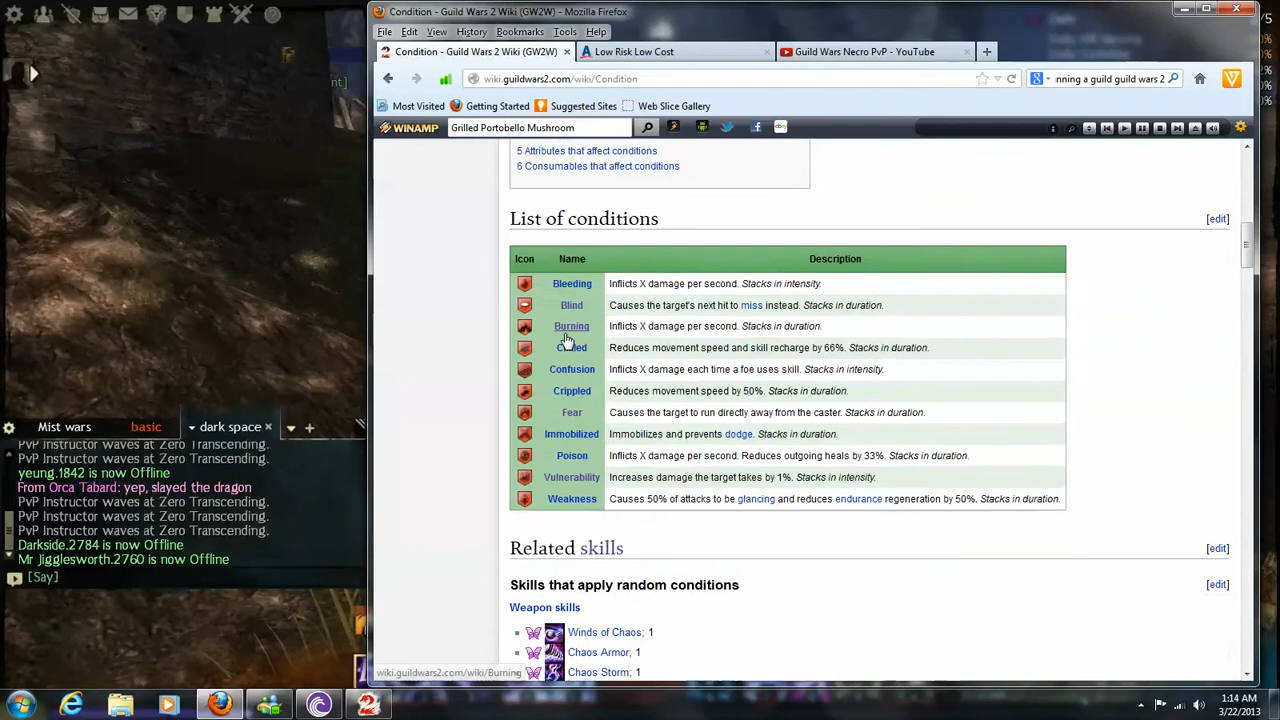 Condition - Guild Wars 2 Wiki (GW2W) - Mozilla Firefox
File Edit View History Bookmarks Tools Help
Condition - Guild Wars 2 Wiki (GW2W) × Low Risk Low Cost × Guild Wars Necro PvP - YouTube × +
wiki.guildwars2.com/wiki/Condition
nning a guild guild wars 2
Most Visited Getting Started Suggested Sites Web Slice Gallery
WINAMP Grilled Portobello Mushroom
5 Attributes that affect conditions
6 Consumables that affect conditions
List of conditions [edit]
Icon Name Description
Bleeding Inflicts X damage per second. Stacks in intensity.
Blind Causes the target's next hit to miss instead. Stacks in duration.
Burning Inflicts X damage per second. Stacks in duration.
Chilled Reduces movement speed and skill recharge by 66%. Stacks in duration.
Confusion Inflicts X damage each time a foe uses skill. Stacks in intensity.
Crippled Reduces movement speed by 50%. Stacks in duration.
Fear Causes the target to run directly away from the caster. Stacks in duration.
Immobilized Immobilizes and prevents dodge. Stacks in duration.
Poison Inflicts X damage per second. Reduces outgoing heals by 33%. Stacks in duration.
Vulnerability Increases damage the target takes by 1%. Stacks in intensity.
Weakness Causes 50% of attacks to be glancing and reduces endurance regeneration by 50%. Stacks in duration.
Related skills [edit]
Skills that apply random conditions [edit]
Weapon skills
Winds of Chaos; 1
Chaos Armor; 1
Chaos Storm; 1
wiki.guildwars2.com/wiki/Burning
Mist wars basic dark space × +
PvP Instructor waves at Zero Transcending.
PvP Instructor waves at Zero Transcending.
yeung.1842 is now Offline
From Orca Tabard: yep, slayed the dragon
PvP Instructor waves at Zero Transcending.
PvP Instructor waves at Zero Transcending.
PvP Instructor waves at Zero Transcending.
Darkside.2784 is now Offline
Mr Jigglesworth.2760 is now Offline
[Say]
1:14 AM
3/22/2013